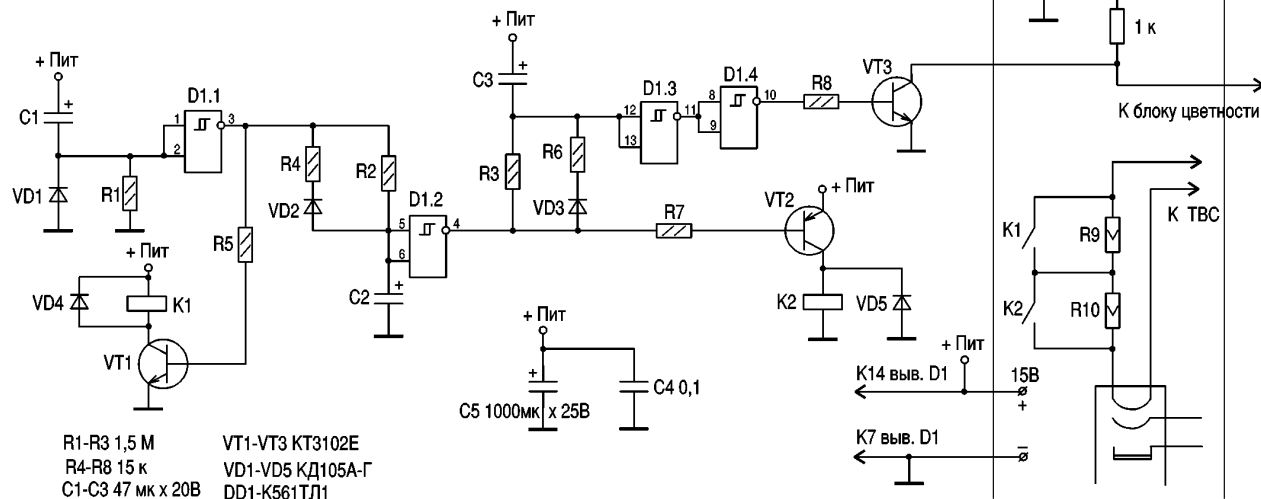 + Пит
1 к
+ Пит
C3
+
VT3
D1.3
D1.4
R8
C1
+
D1.1
8
9
10
12
13
11
К блоку цветности
1
2
3
R4
R2
R3
R6
VD1
R1
VD2
D1.2
VD3
R7
VT2
+ Пит
К ТВС
R5
5
6
4
K1
R9
+ Пит
VD4
K1
C2
+
K2
VD5
K2
R10
VT1
+ Пит
+ Пит
+
C5 1000мк х 25В
C4 0,1
К14 выв. D1
15В
+
К7 выв. D1
–
R1-R3 1,5 М
VT1-VT3 КТ3102Е
R4-R8 15 к
VD1-VD5 КД105А-Г
C1-C3 47 мк х 20В
DD1-К561ТЛ1